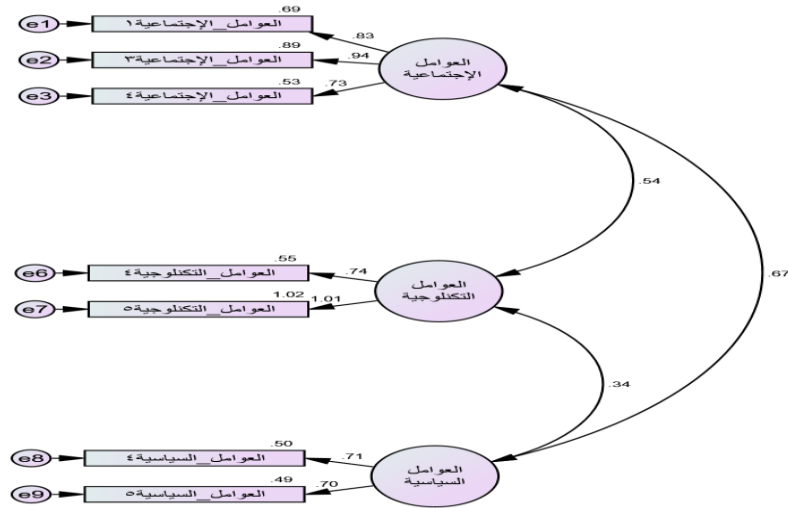 .69
e1
العوامل_الإجتماعية١
.83
.89
e2
العوامل_الإجتماعية٣
.94
.53
e3
العوامل_الإجتماعية٤
.73
العوامل
الإجتماعية
.54
.67
.55
e6
العوامل_التكنلوجية٤
.74
1.02
e7
العوامل_التكنلوجية٥
1.01
العوامل
التكنلوجية
.34
.50
e8
العوامل_السياسية٤
.71
.49
e9
العوامل_السياسية٥
.70
العوامل
السياسية